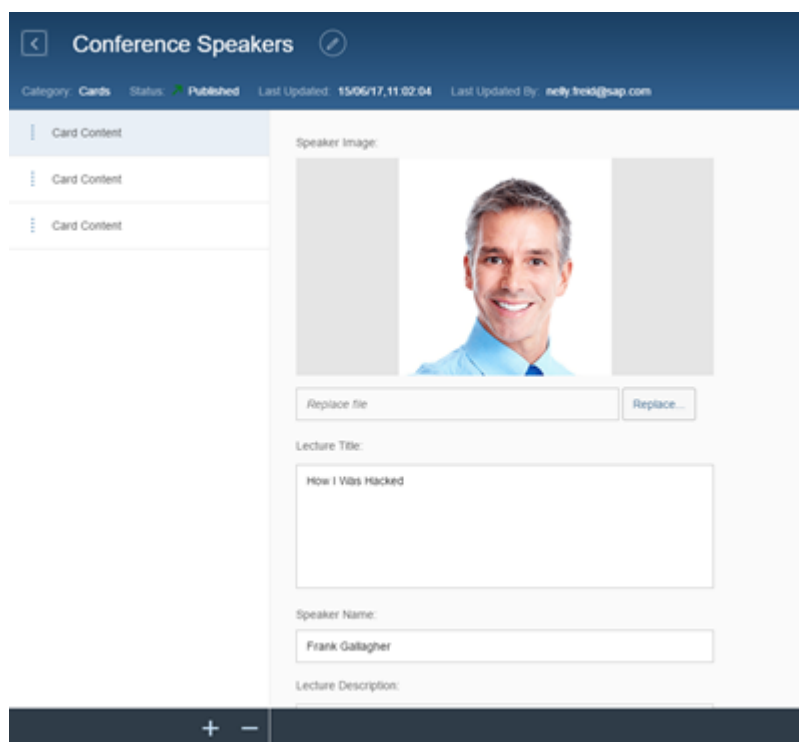 Conference Speakers
Category: Cards Status: Published Last Updated: 15/06/17,11:02:04 Last Updated By: nelly.freid@sap.com
Card Content
Card Content
Card Content
Speaker Image:
Replace file
Replace...
Lecture Title:
How I Was Hacked
Speaker Name:
Frank Gallagher
Lecture Description: